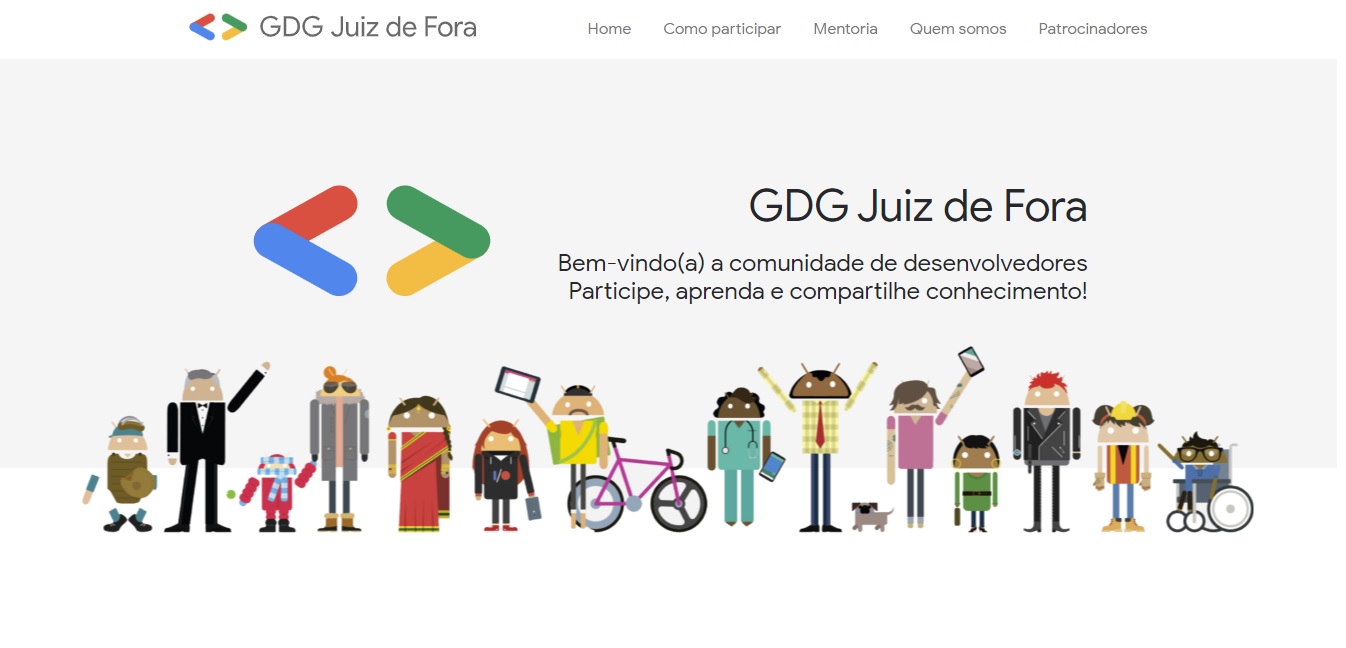 GDG Juiz de Fora
Home Como participar Mentoria Quem somos Patrocinadores
GDG Juiz de Fora
Bem-vindo(a) a comunidade de desenvolvedores
Participe, aprenda e compartilhe conhecimento!